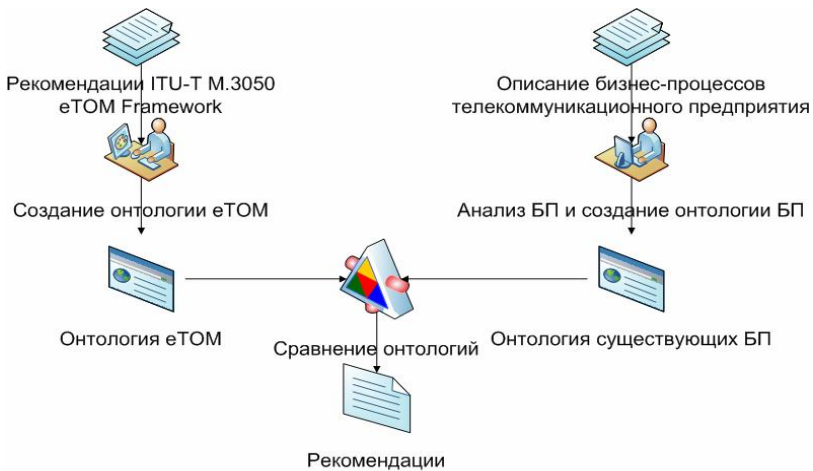 Рекомендации ITU-T M.3050
eTOM Framework
Описание бизнес-процессов
телекоммуникационного предприятия
Создание онтологии eTOM
Анализ БП и создание онтологии БП
Онтология eTOM
Сравнение онтологий
Онтология существующих БП
Рекомендации